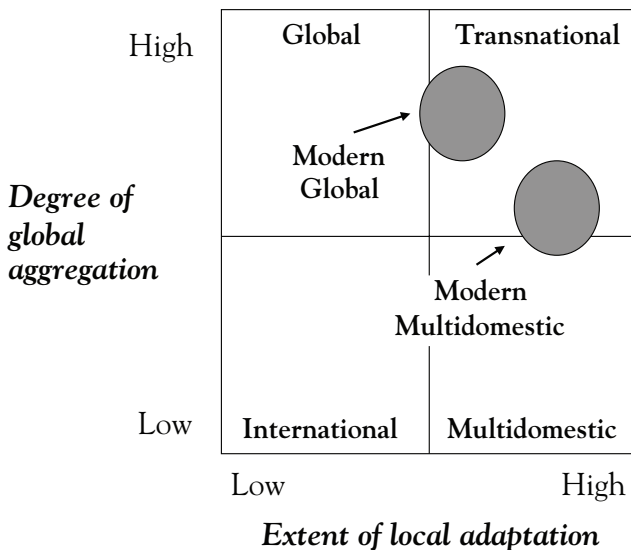 High
Global
Transnational
Modern
Global
Degree of
global
aggregation
Modern
Multidomestic
Low
International
Multidomestic
Low
High
Extent of local adaptation